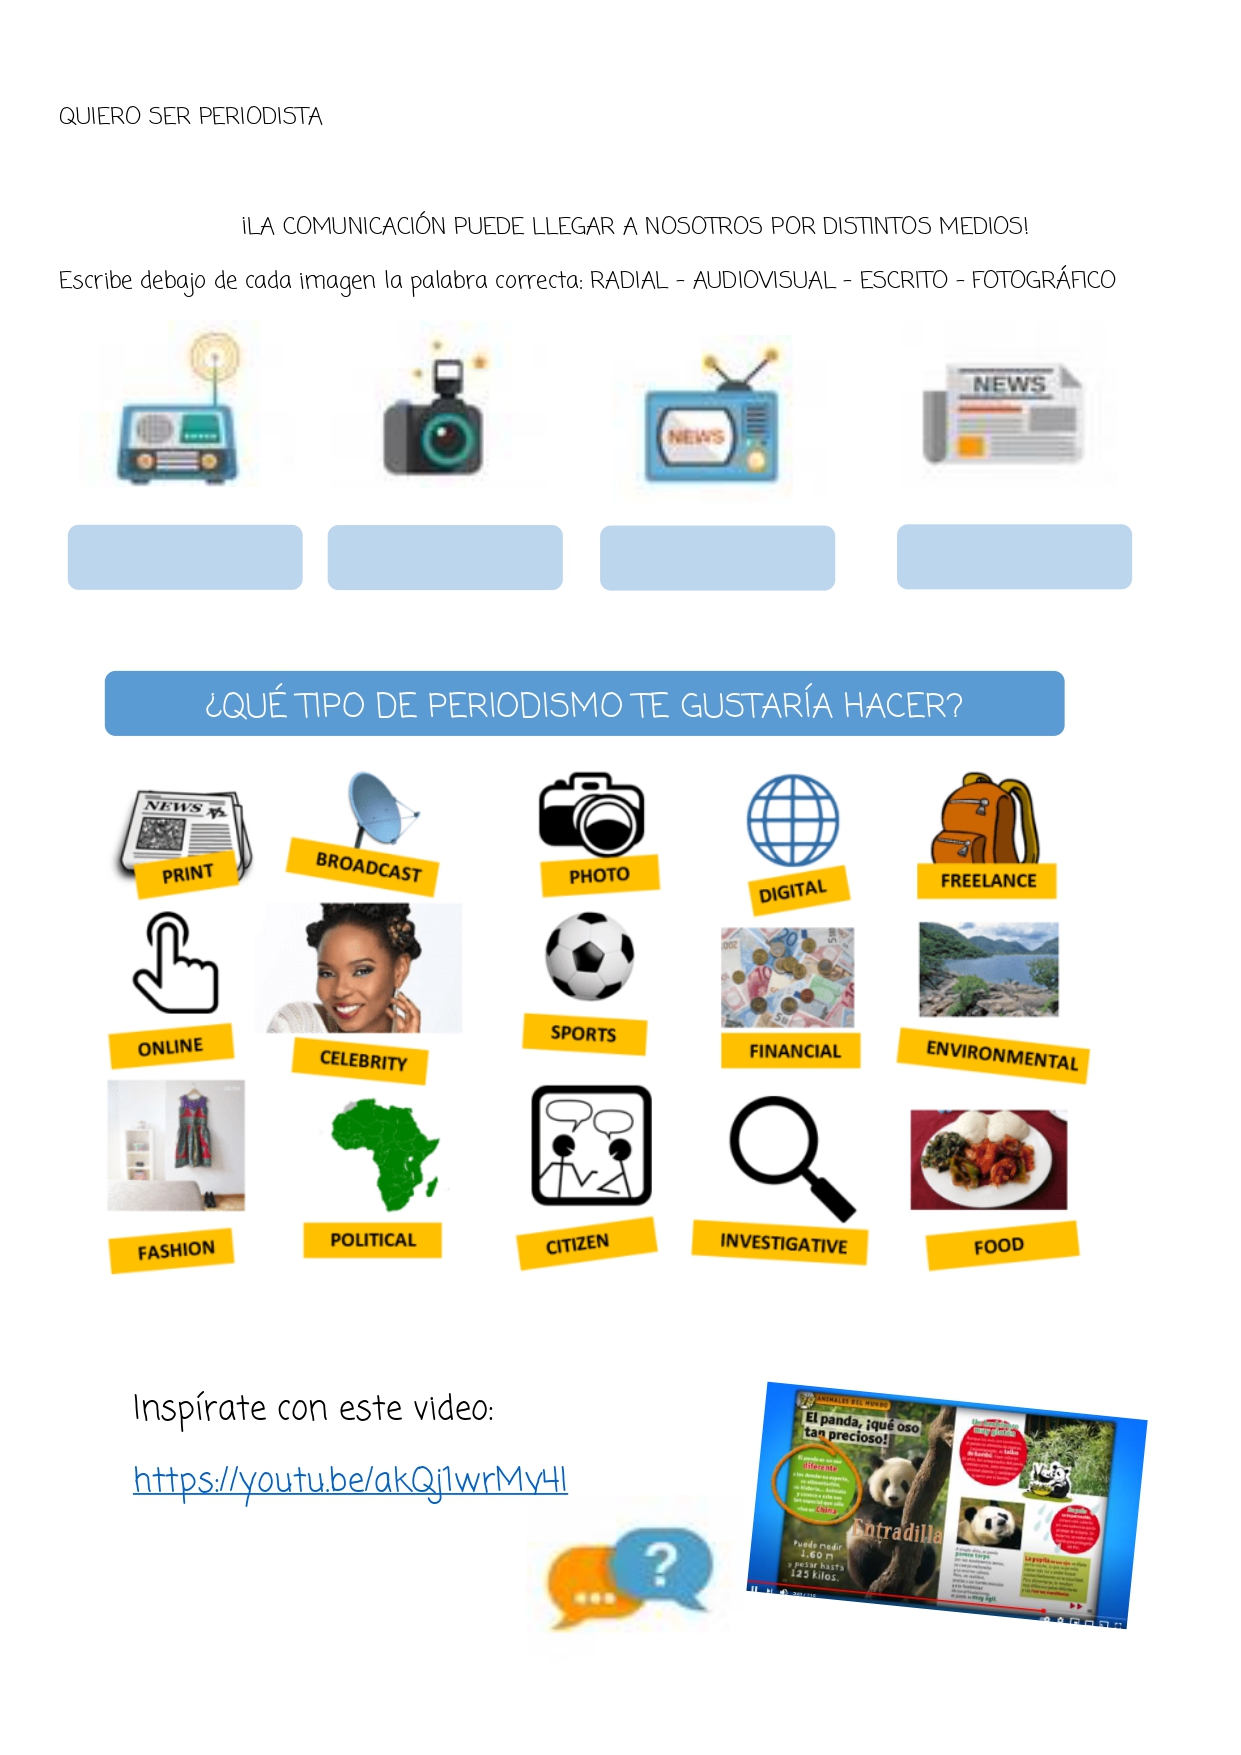 QUIERO SER PERIODISTA
¡LA COMUNICACIÓN PUEDE LLEGAR A NOSOTROS POR DISTINTOS MEDIOS!
Escribe debajo de cada imagen la palabra correcta: RADIAL - AUDIOVISUAL - ESCRITO - FOTOGRÁFICO
NEWS
NEWS
¿QUÉ TIPO DE PERIODISMO TE GUSTARÍA HACER?
NEWS
PRINT
BROADCAST
PHOTO
DIGITAL
FREELANCE
ONLINE
CELEBRITY
SPORTS
FINANCIAL
ENVIRONMENTAL
FASHION
POLITICAL
CITIZEN
INVESTIGATIVE
FOOD
Inspírate con este video:
https://youtu.be/akQj1wrMv4I
?
ANIMALES DEL MUNDO
El panda, ¡qué oso
tan precioso!
diferente
China
Entradilla
Puede medir
1.60 m
y pesar hasta
125 kilos.